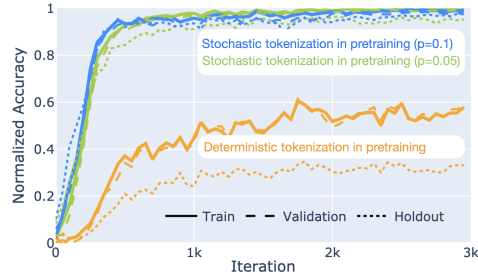 1
0.8
0.6
0.4
0.2
0
Normalized Accuracy
Stochastic tokenization in pretraining (p=0.1)
Stochastic tokenization in pretraining (p=0.05)
Deterministic tokenization in pretraining
Train
Validation
Holdout
0
1k
2k
3k
Iteration